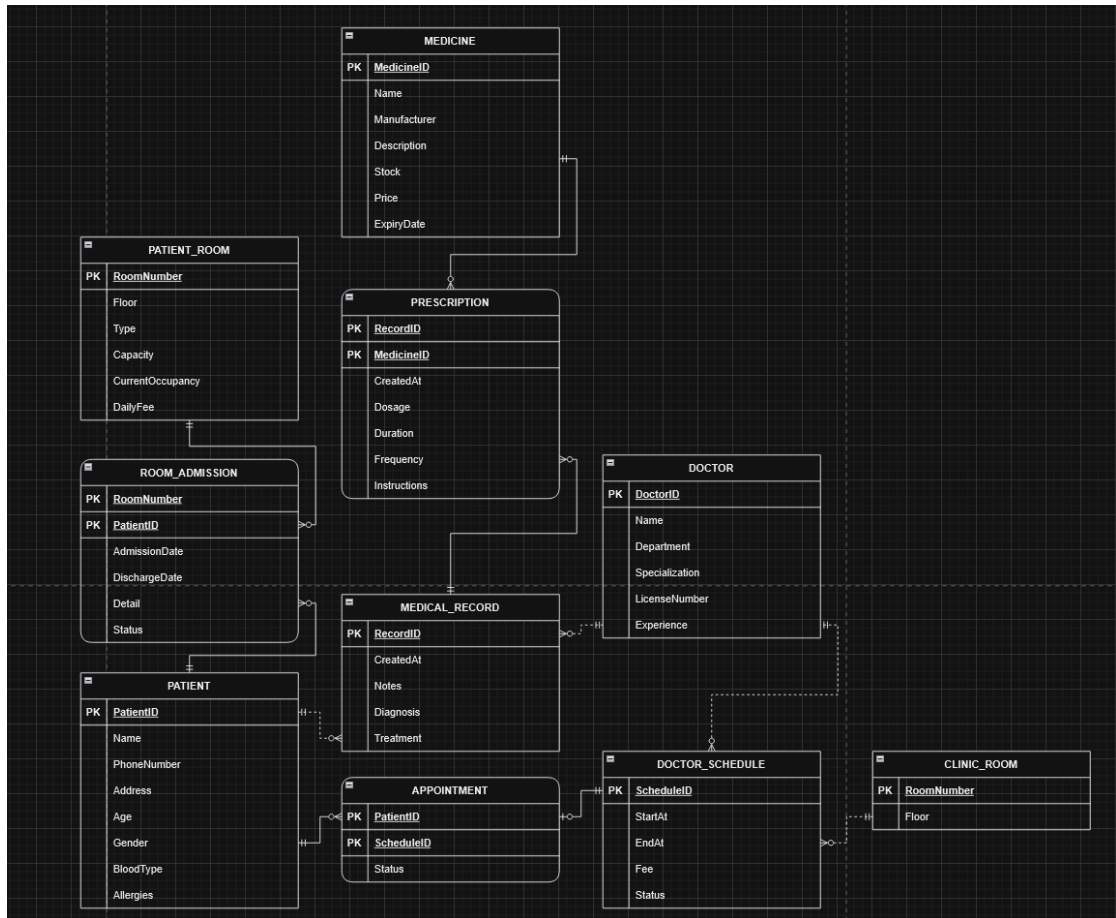 MEDICINE
PK MedicineID
Name
Manufacturer
Description
Stock
Price
ExpiryDate
PATIENT_ROOM
PK RoomNumber
Floor
Type
Capacity
CurrentOccupancy
DailyFee
PRESCRIPTION
PK RecordID
PK MedicineID
CreatedAt
Dosage
Duration
Frequency
Instructions
ROOM_ADMISSION
PK RoomNumber
PK PatientID
AdmissionDate
DischargeDate
Detail
Status
DOCTOR
PK DoctorID
Name
Department
Specialization
LicenseNumber
Experience
MEDICAL_RECORD
PK RecordID
CreatedAt
Notes
Diagnosis
Treatment
PATIENT
PK PatientID
Name
PhoneNumber
Address
Age
Gender
BloodType
Allergies
APPOINTMENT
PK PatientID
PK ScheduleID
Status
DOCTOR_SCHEDULE
PK ScheduleID
StartAt
EndAt
Fee
Status
CLINIC_ROOM
PK RoomNumber
Floor